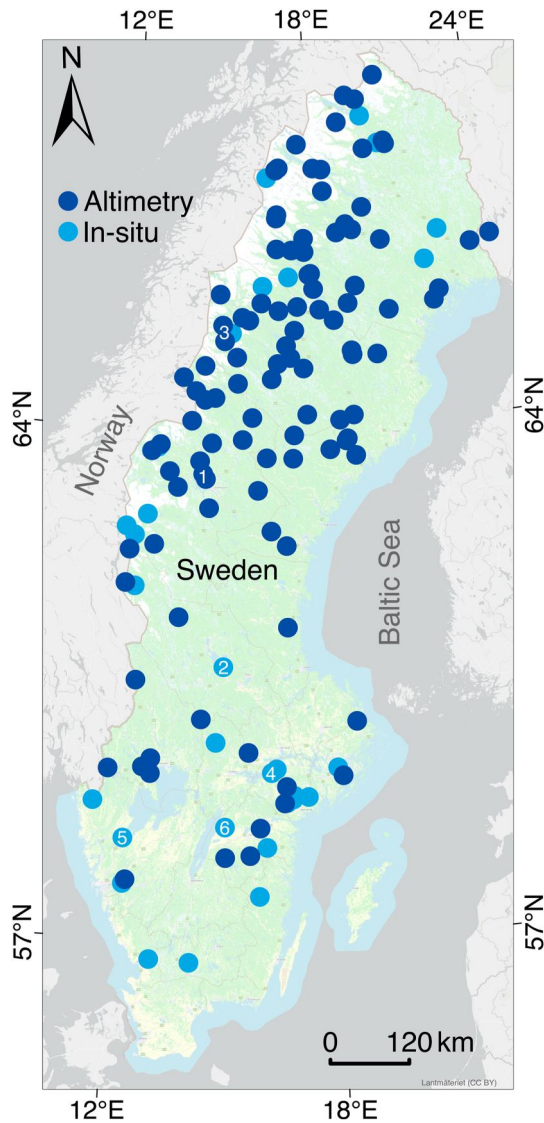 12°E 18°E 24°E
N
Altimetry
In-situ
3
64°N
64°N
Norway
1
Baltic Sea
Sweden
2
4
5
6
57°N
57°N
0 120 km
Lantmäteriet (CC BY)
12°E 18°E